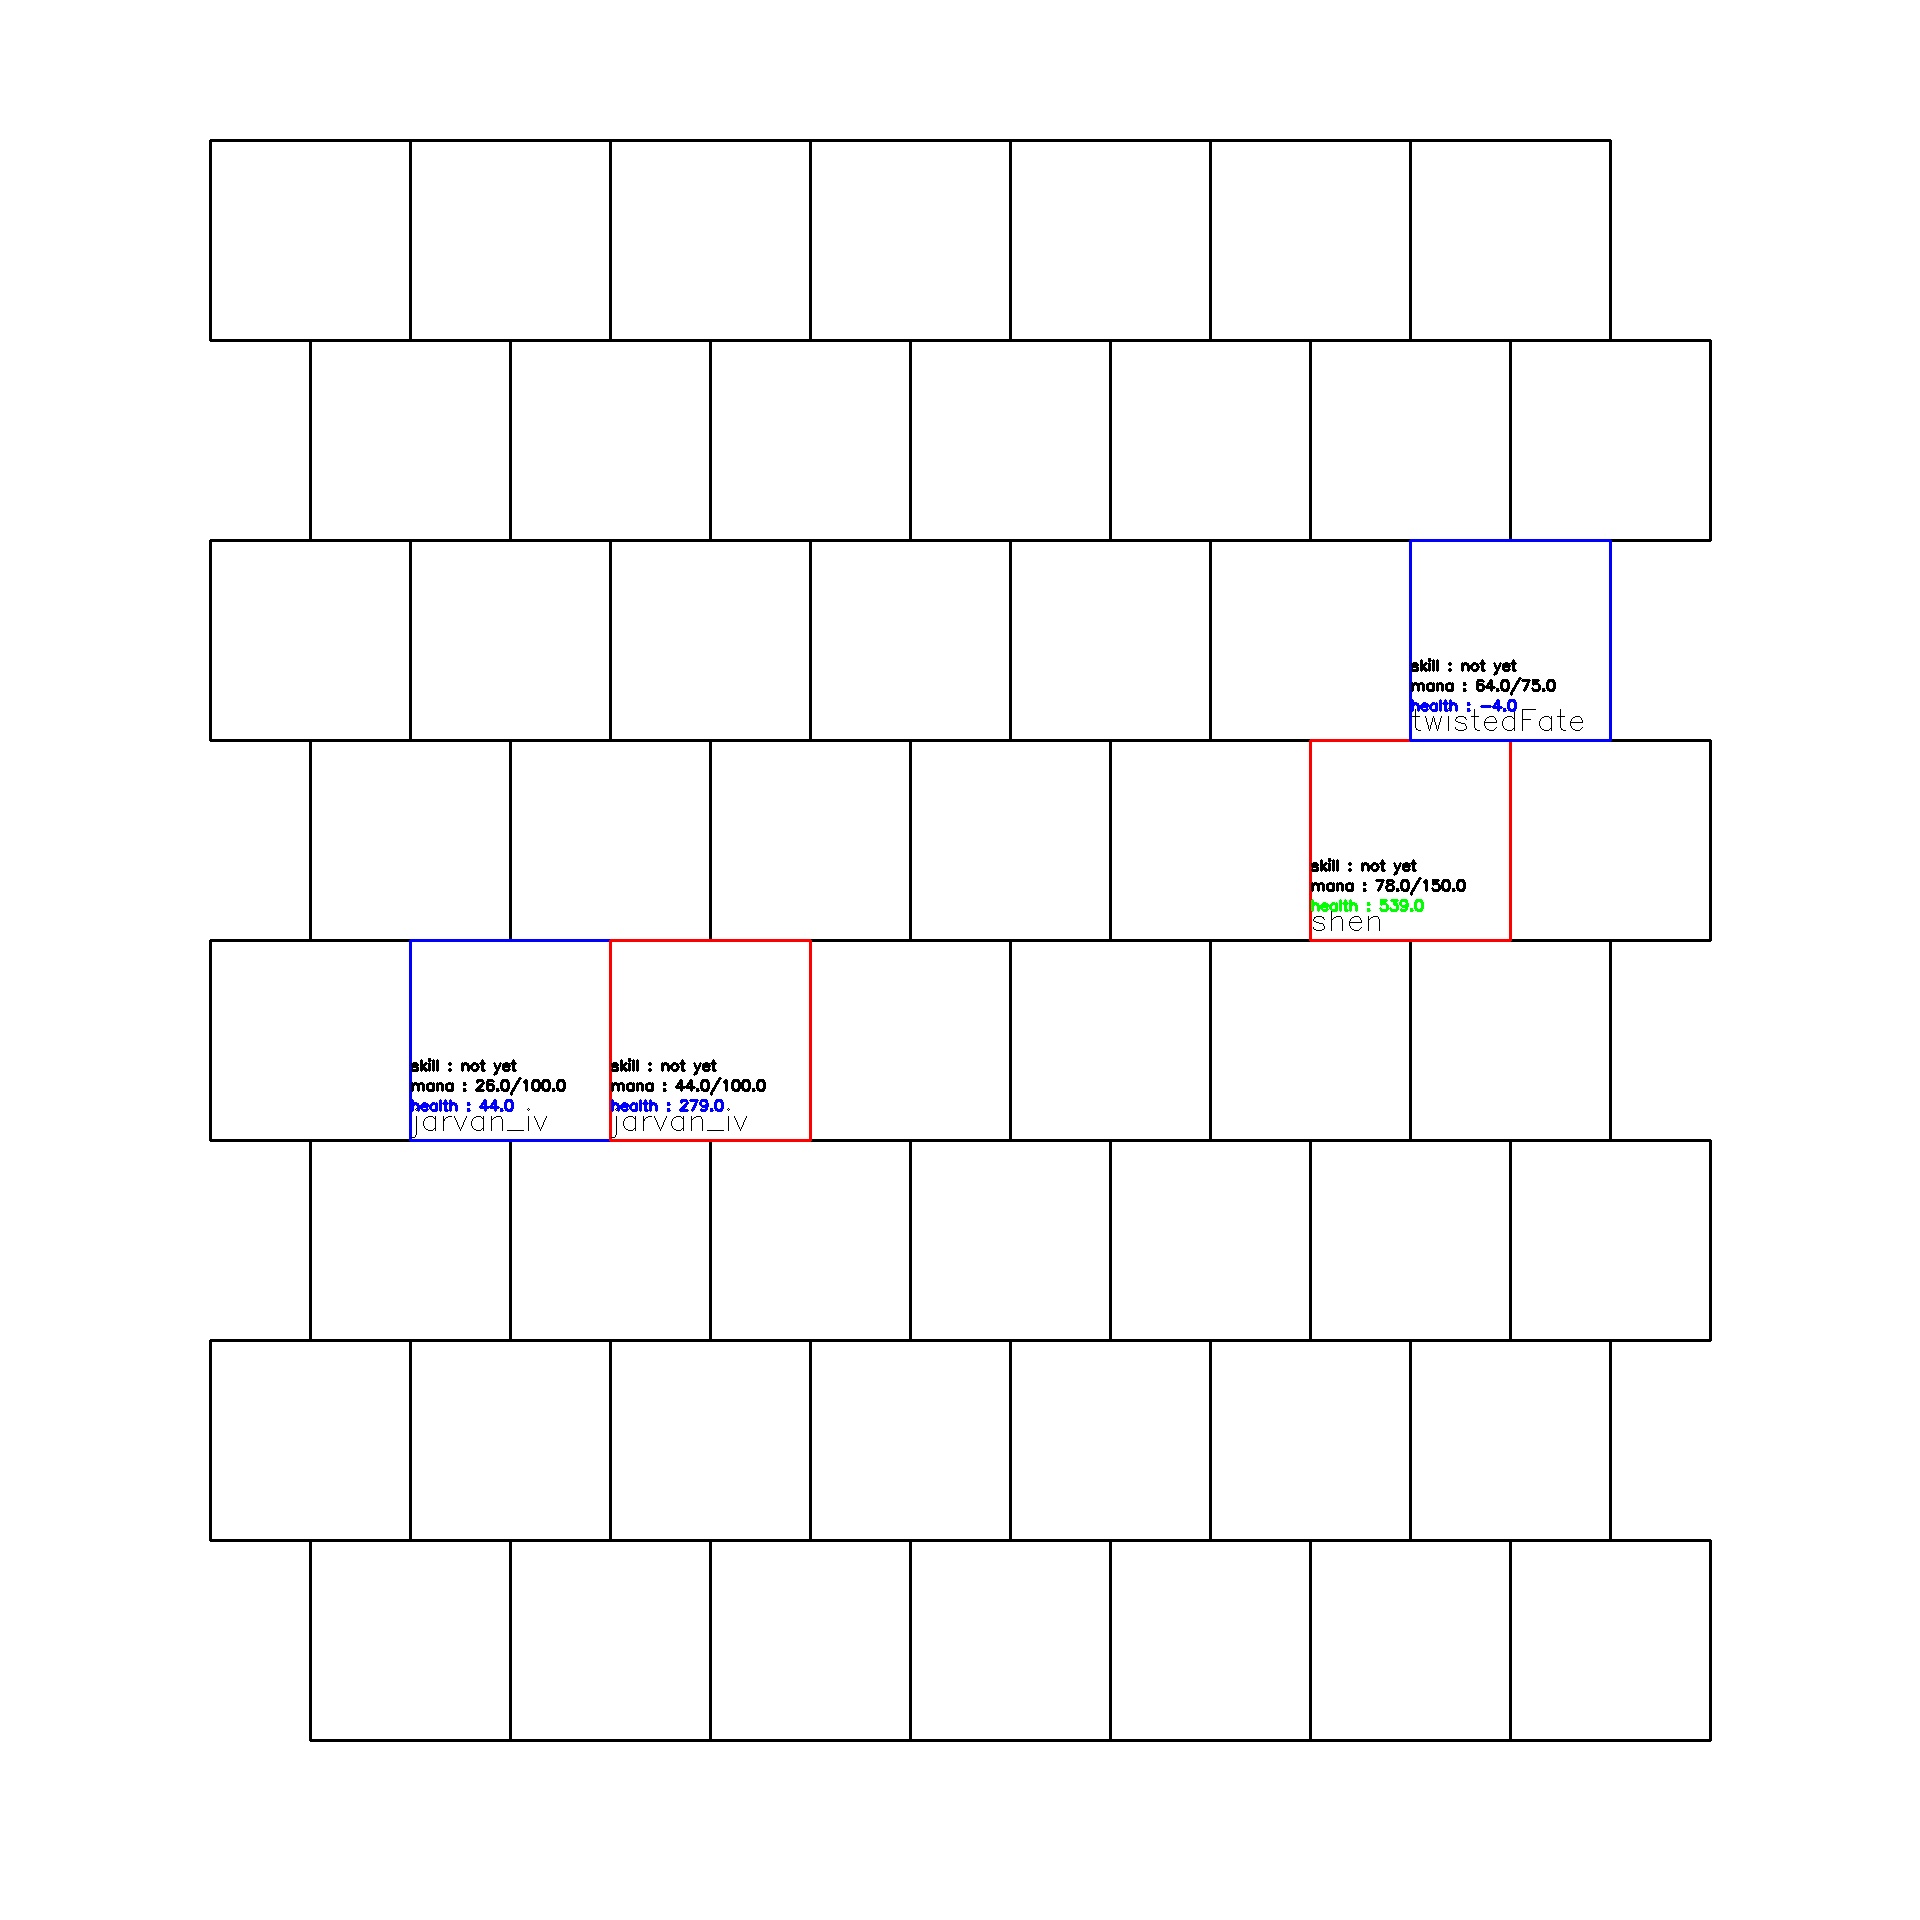 skill : not yet
mana : 64.0/75.0
health : -4.0
twistedFate
skill : not yet
mana : 78.0/150.0
health : 539.0
shen
skill : not yet
mana : 26.0/100.0
health : 44.0
jarvan_iv
skill : not yet
mana : 44.0/100.0
health : 279.0
jarvan_iv